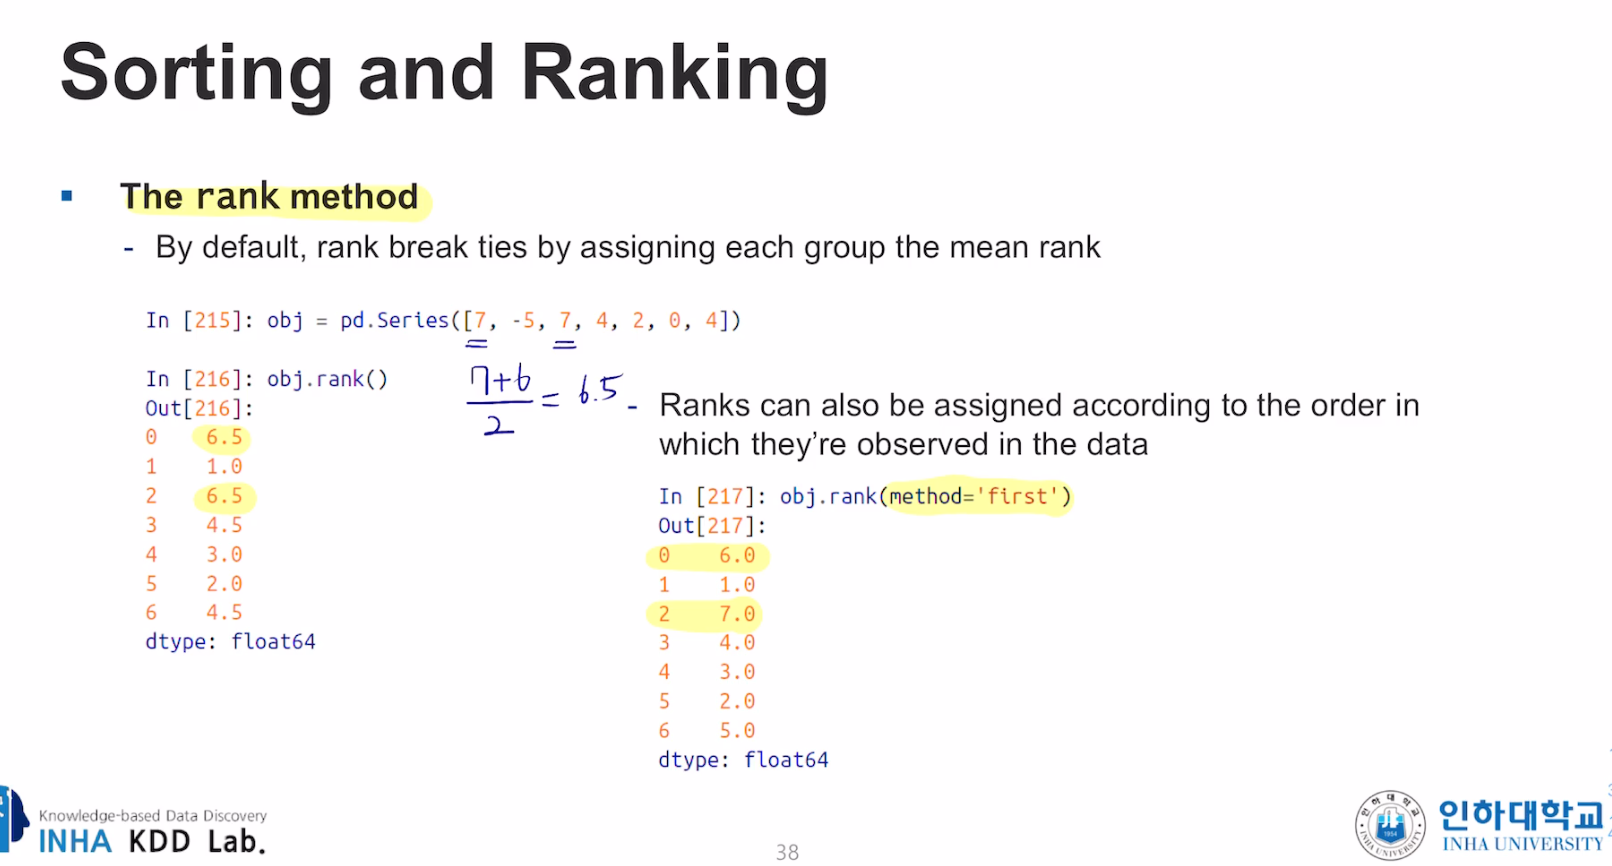 Sorting and Ranking
▪ The rank method
- By default, rank break ties by assigning each group the mean rank
In [215]: obj = pd.Series([7, -5, 7, 4, 2, 0, 4])
In [216]: obj.rank()
Out[216]:
0 6.5
1 1.0
2 6.5
3 4.5
4 3.0
5 2.0
6 4.5
dtype: float64
7+6
2
= 6.5
- Ranks can also be assigned according to the order in
which they’re observed in the data
In [217]: obj.rank(method='first')
Out[217]:
0 6.0
1 1.0
2 7.0
3 4.0
4 3.0
5 2.0
6 5.0
dtype: float64
Knowledge-based Data Discovery
INHA KDD Lab.
38
인하대학교
1954
인하대학교
INHA UNIVERSITY